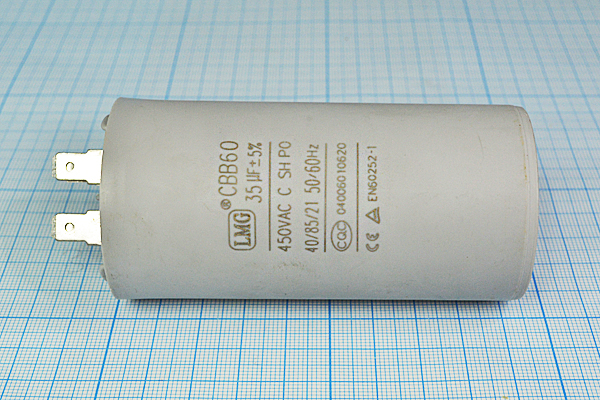 LMG ® CBB60
35 µF±5%
450VAC C SH P0
40/85/21 50/60Hz
CQC 04006010620
CE EN60252-1